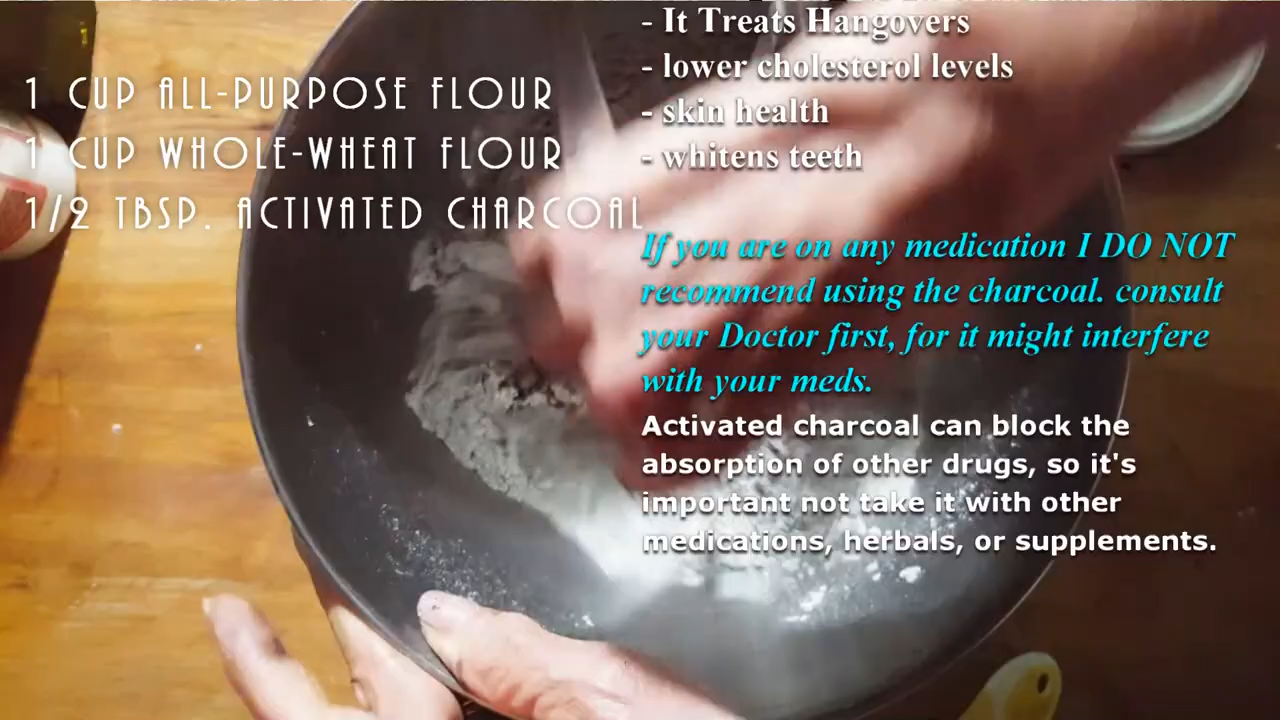 1 CUP ALL-PURPOSE FLOUR
1 CUP WHOLE-WHEAT FLOUR
1/2 TBSP. ACTIVATED CHARCOAL
- It Treats Hangovers
- lower cholesterol levels
- skin health
- whitens teeth
If you are on any medication I DO NOT
recommend using the charcoal. consult
your Doctor first, for it might interfere
with your meds.
Activated charcoal can block the
absorption of other drugs, so it's
important not take it with other
medications, herbals, or supplements.